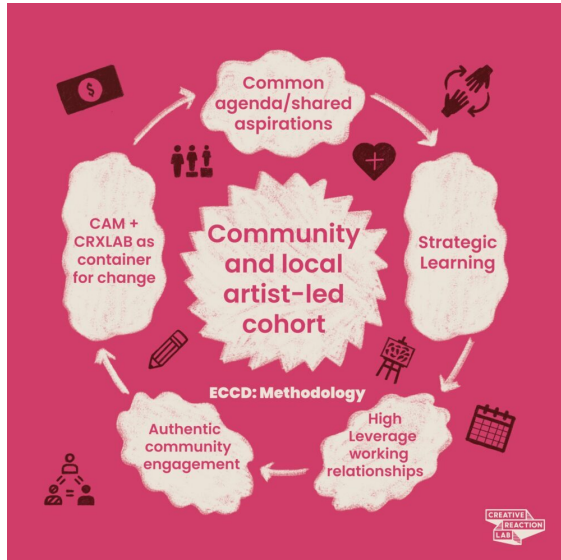 Common
agenda/shared
aspirations
Strategic
Learning
High
Leverage
working
relationships
Authentic
community
engagement
CAM +
CRXLAB as
container
for change
Community
and local
artist-led
cohort
ECCD: Methodology
$
=
CREATIVE
REACTION
LAB